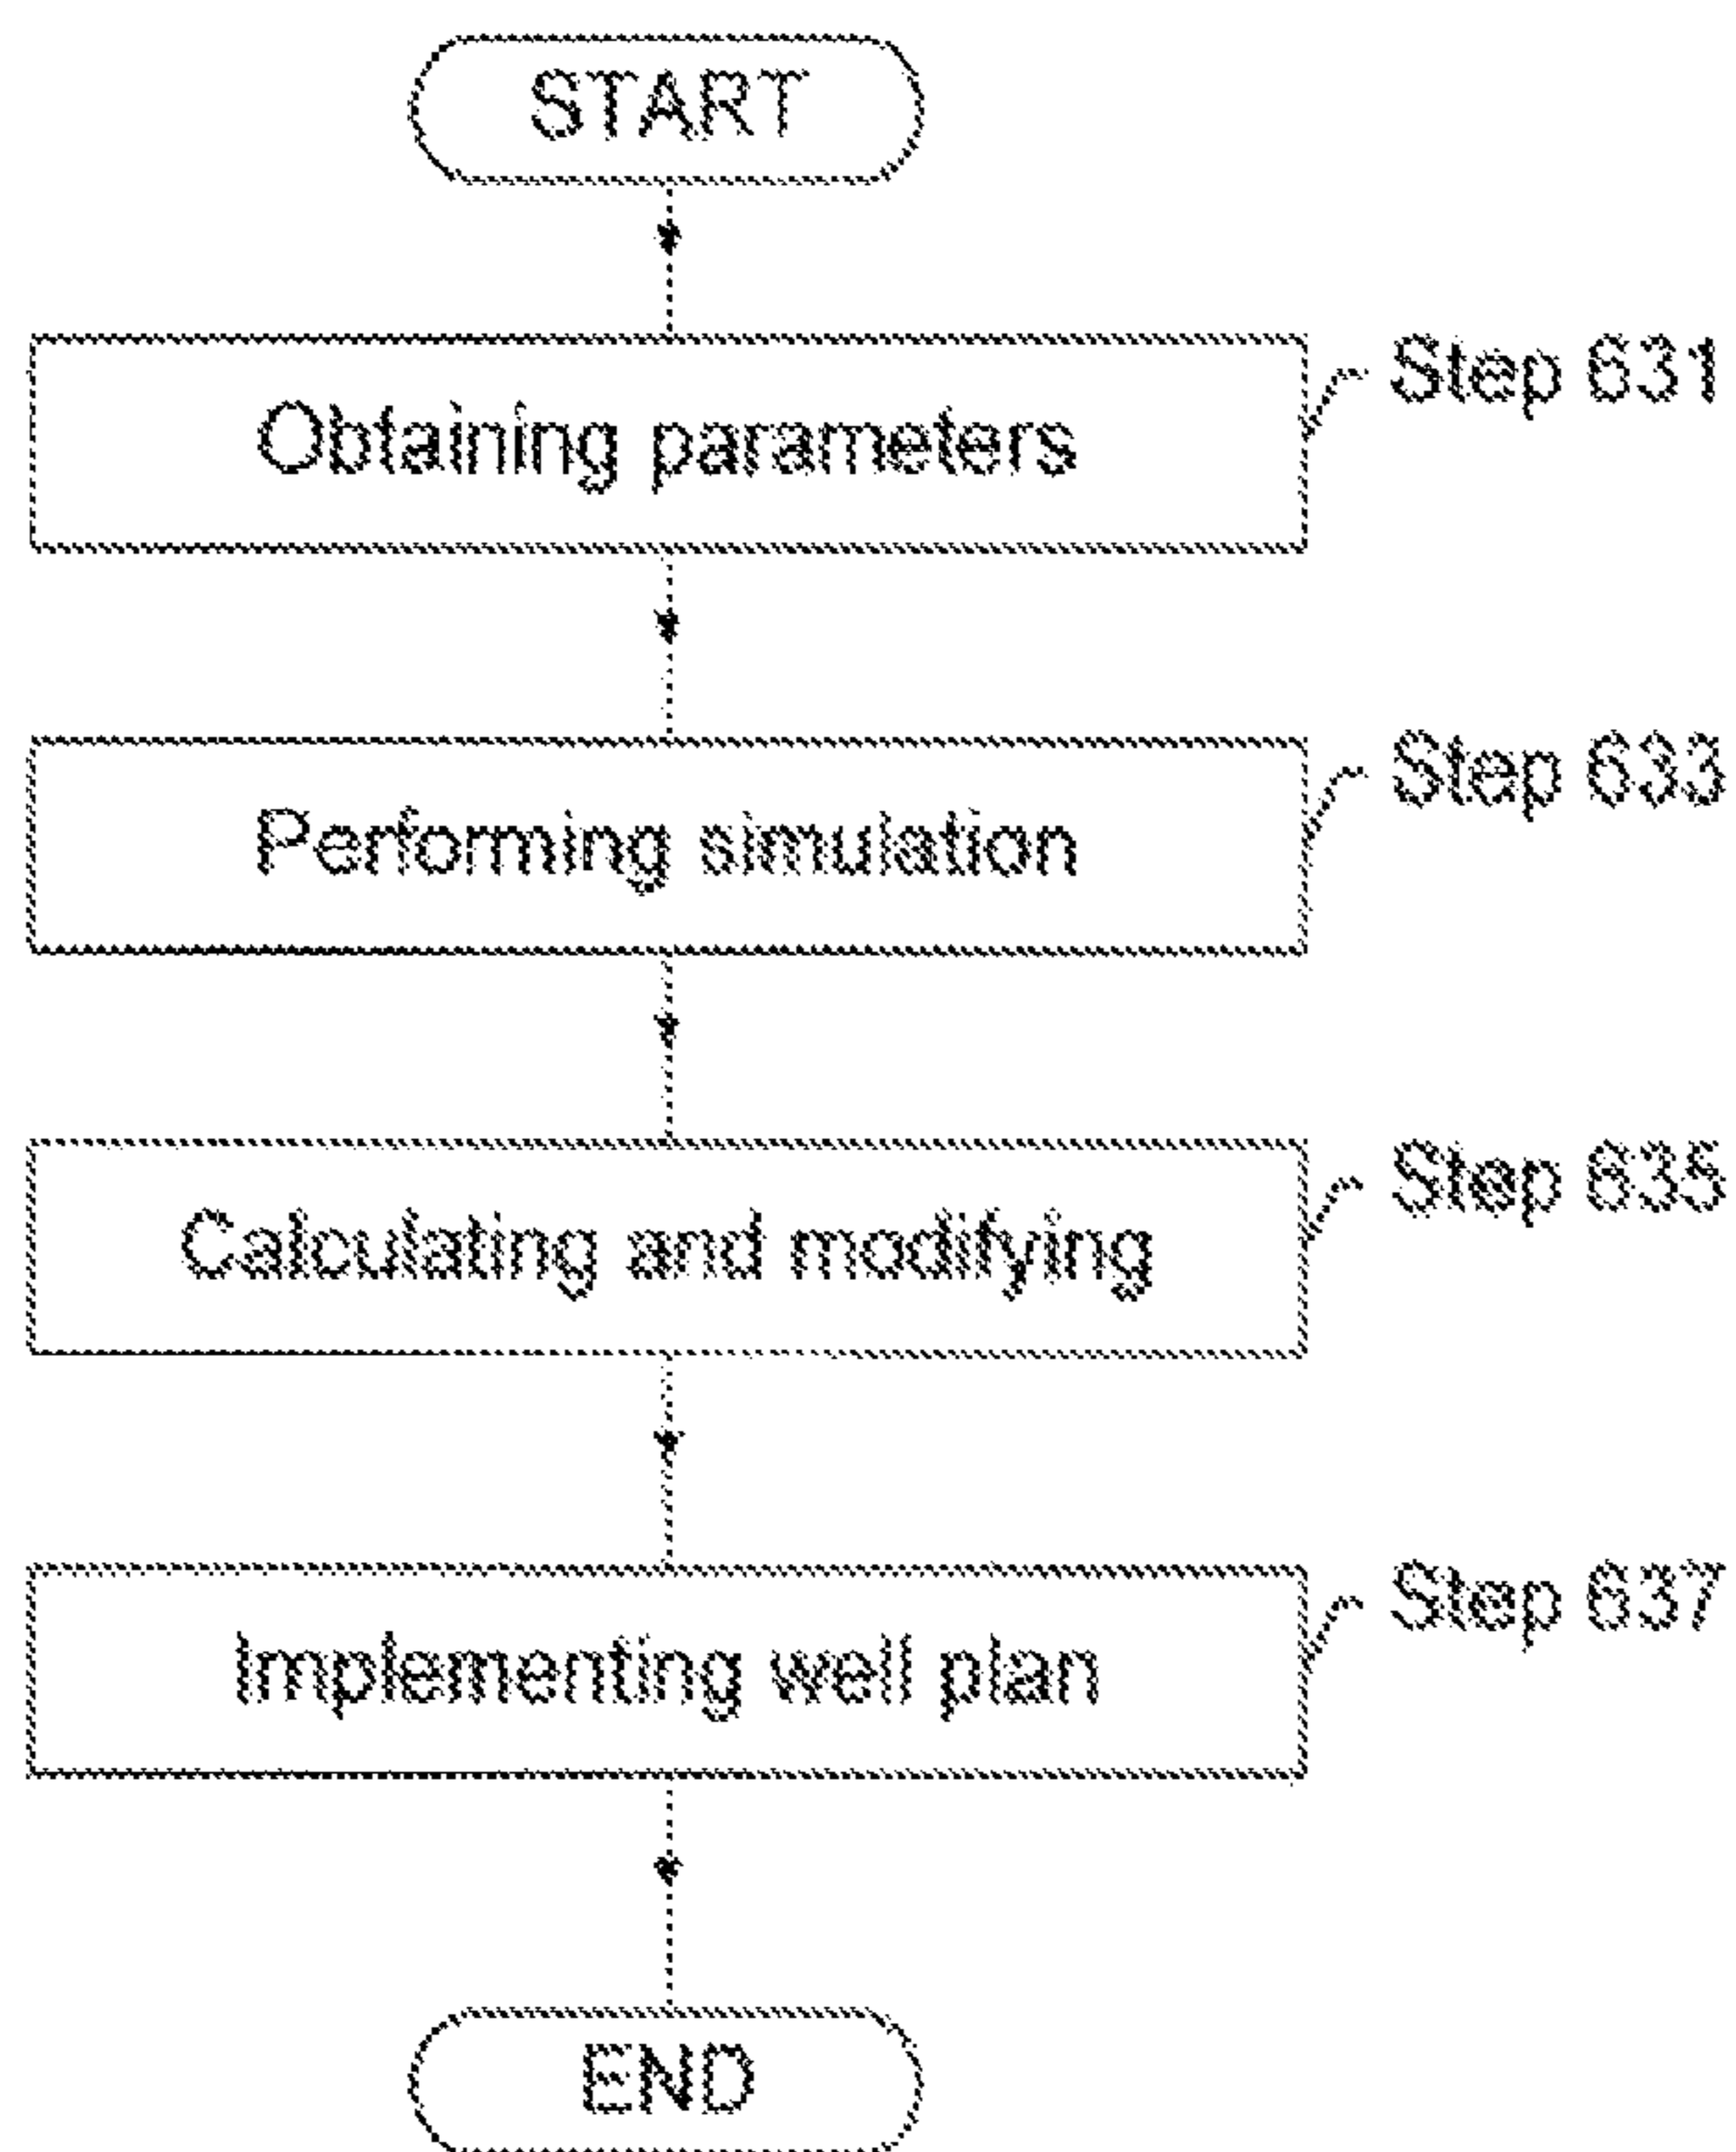 START
Obtaining parameters
Step 631
Performing simulation
Step 633
Calculating and modifying
Step 635
Implementing well plan
Step 637
END